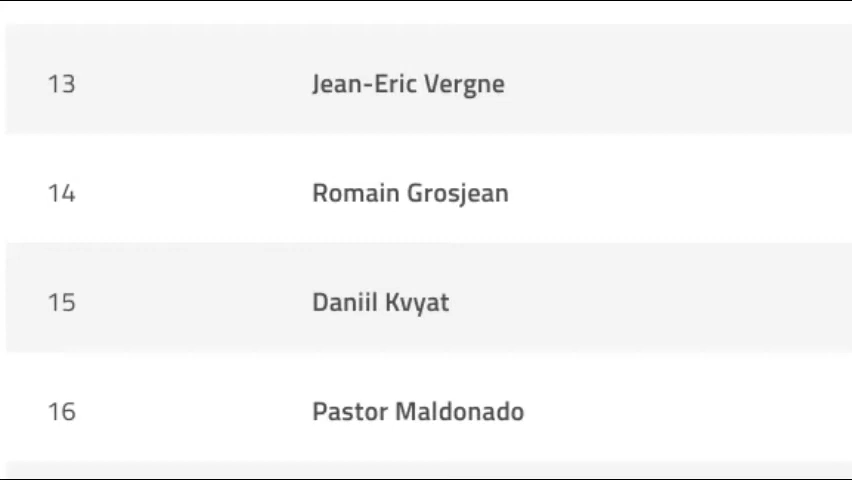 13 Jean-Eric Vergne
14 Romain Grosjean
15 Daniil Kvyat
16 Pastor Maldonado